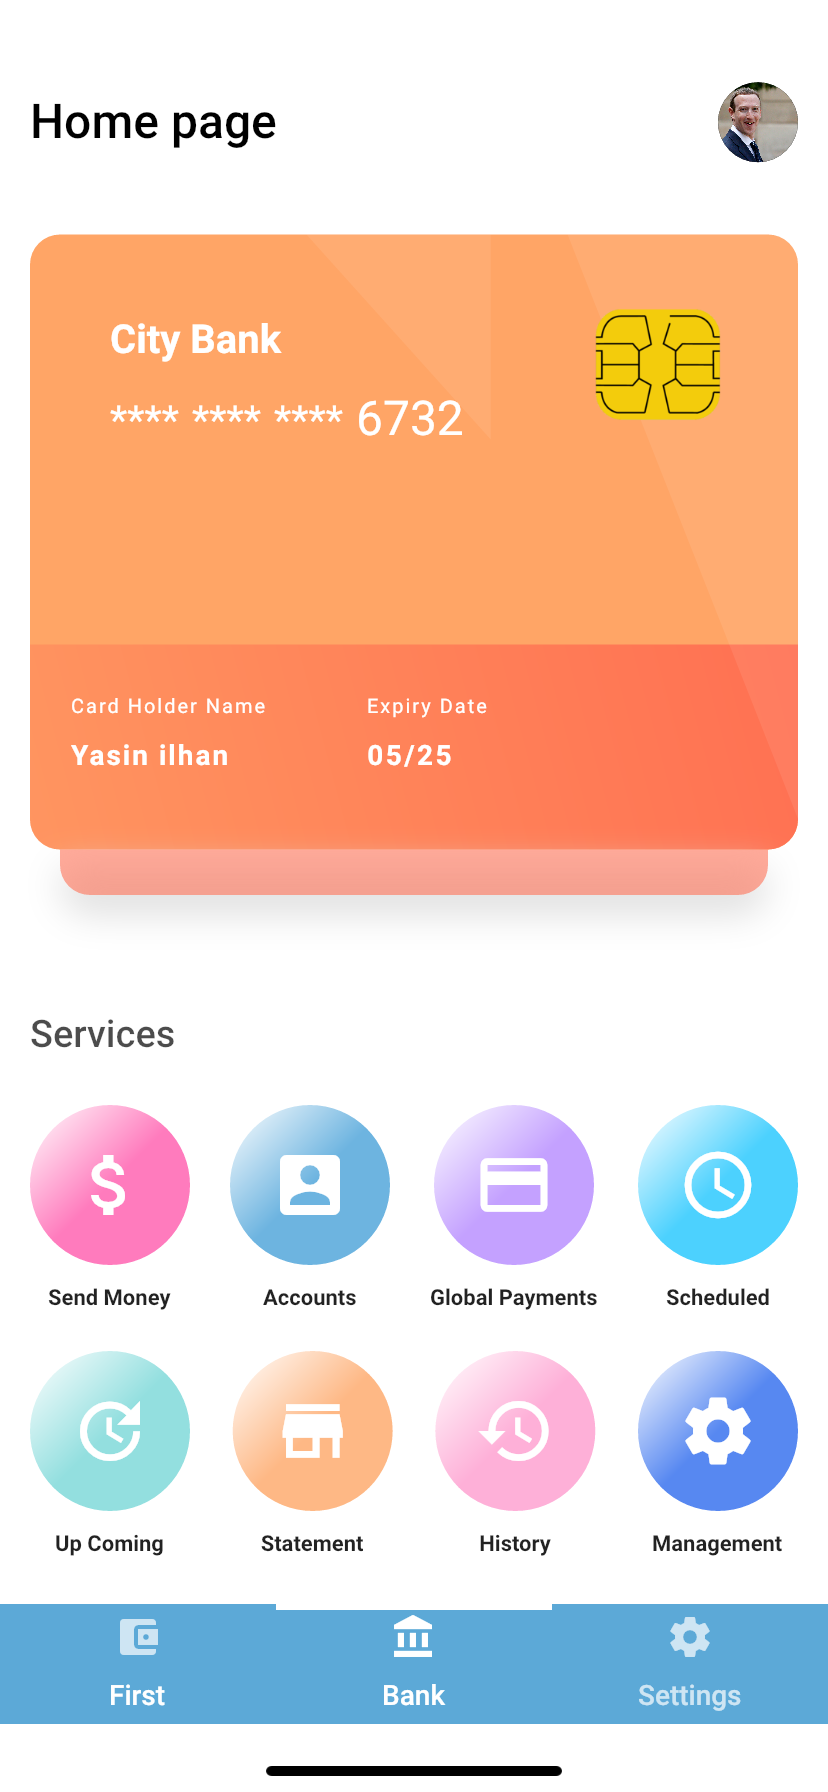 Home page
City Bank
**** **** **** 6732
Card Holder Name Expiry Date
Yasin ilhan 05/25
Services
Send Money Accounts Global Payments Scheduled
Up Coming Statement History Management
First Bank Settings